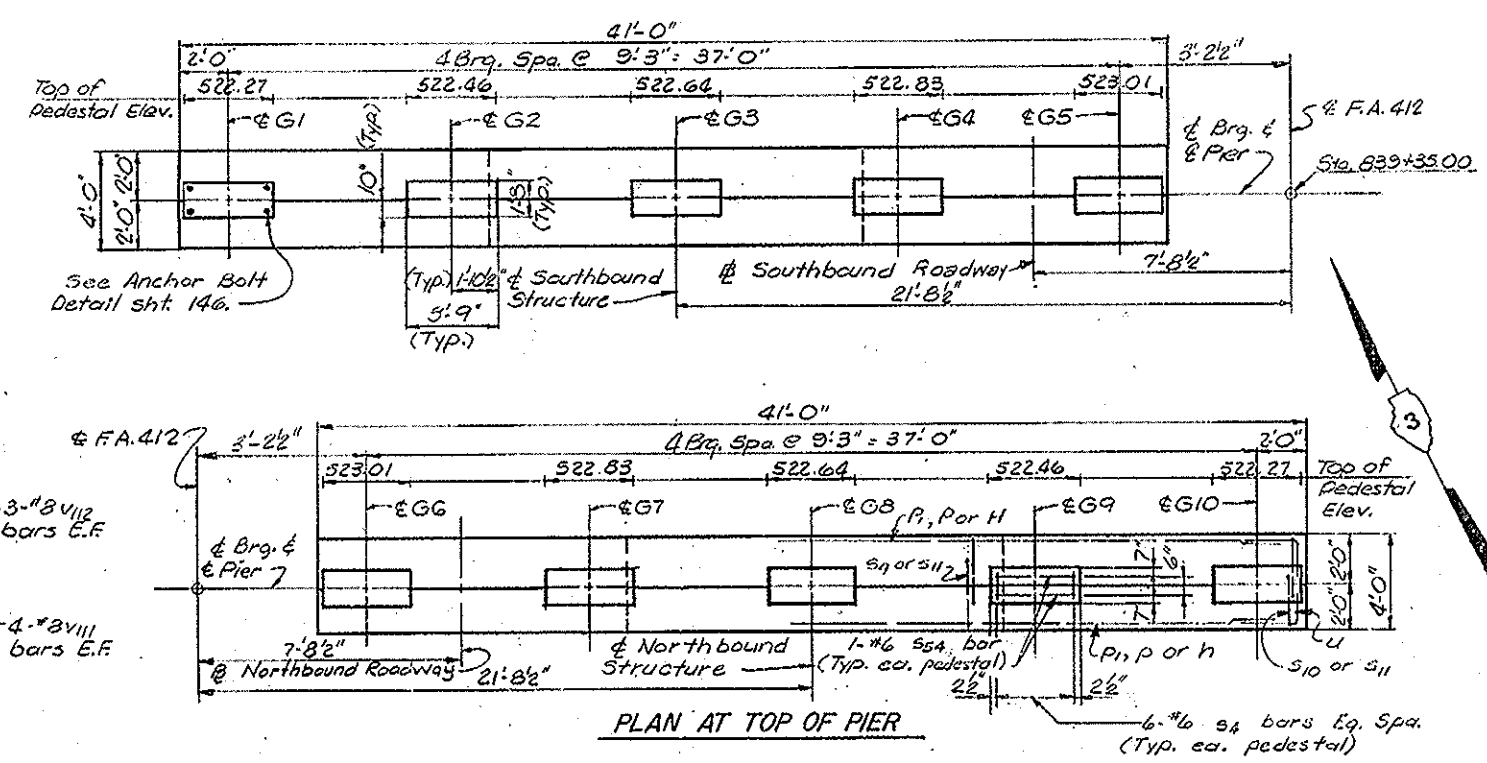 41'-0"
2'-0"
4 Brg. Spa. @ 9'-3" = 37'-0"
3'-2½"
Top of
Pedestal Elev.
522.27
522.46
522.64
522.83
523.01
℄ G1
℄ G2
℄ G3
℄ G4
℄ G5
℄ F.A. 412
℄ Brg. &
℄ Pier
Sta. 839+35.00
(Typ.)
10"
1'-3"
(Typ.)
4'-0"
2'-0"
2'-0"
See Anchor Bolt
Detail sht. 146.
(Typ.)
1'-10½"
℄ Southbound
Structure
℄ Southbound Roadway
7'-8½"
21'-8½"
3'-9"
(Typ.)
3
41'-0"
℄ F.A. 412
3'-2½"
4 Brg. Spa. @ 9'-3" = 37'-0"
2'-0"
523.01
522.83
522.64
522.46
522.27
Top of
Pedestal
Elev.
3-#8 v112
bars E.F.
℄ G6
℄ G7
℄ G8
℄ G9
℄ G10
p1, p or h
℄ Brg. &
℄ Pier
7"
6"
7"
2'-0"
2'-0"
4'-0"
4-#8 v111
bars E.F.
7'-8½"
Northbound Roadway
21'-8½"
℄ Northbound
Structure
1-#6 s54 bar
(Typ. ea. pedestal)
p1, p or h
u
s10 or s11
2½"
2½"
6-#6 s4 bars Eq. Spa.
(Typ. ea. pedestal)
PLAN AT TOP OF PIER